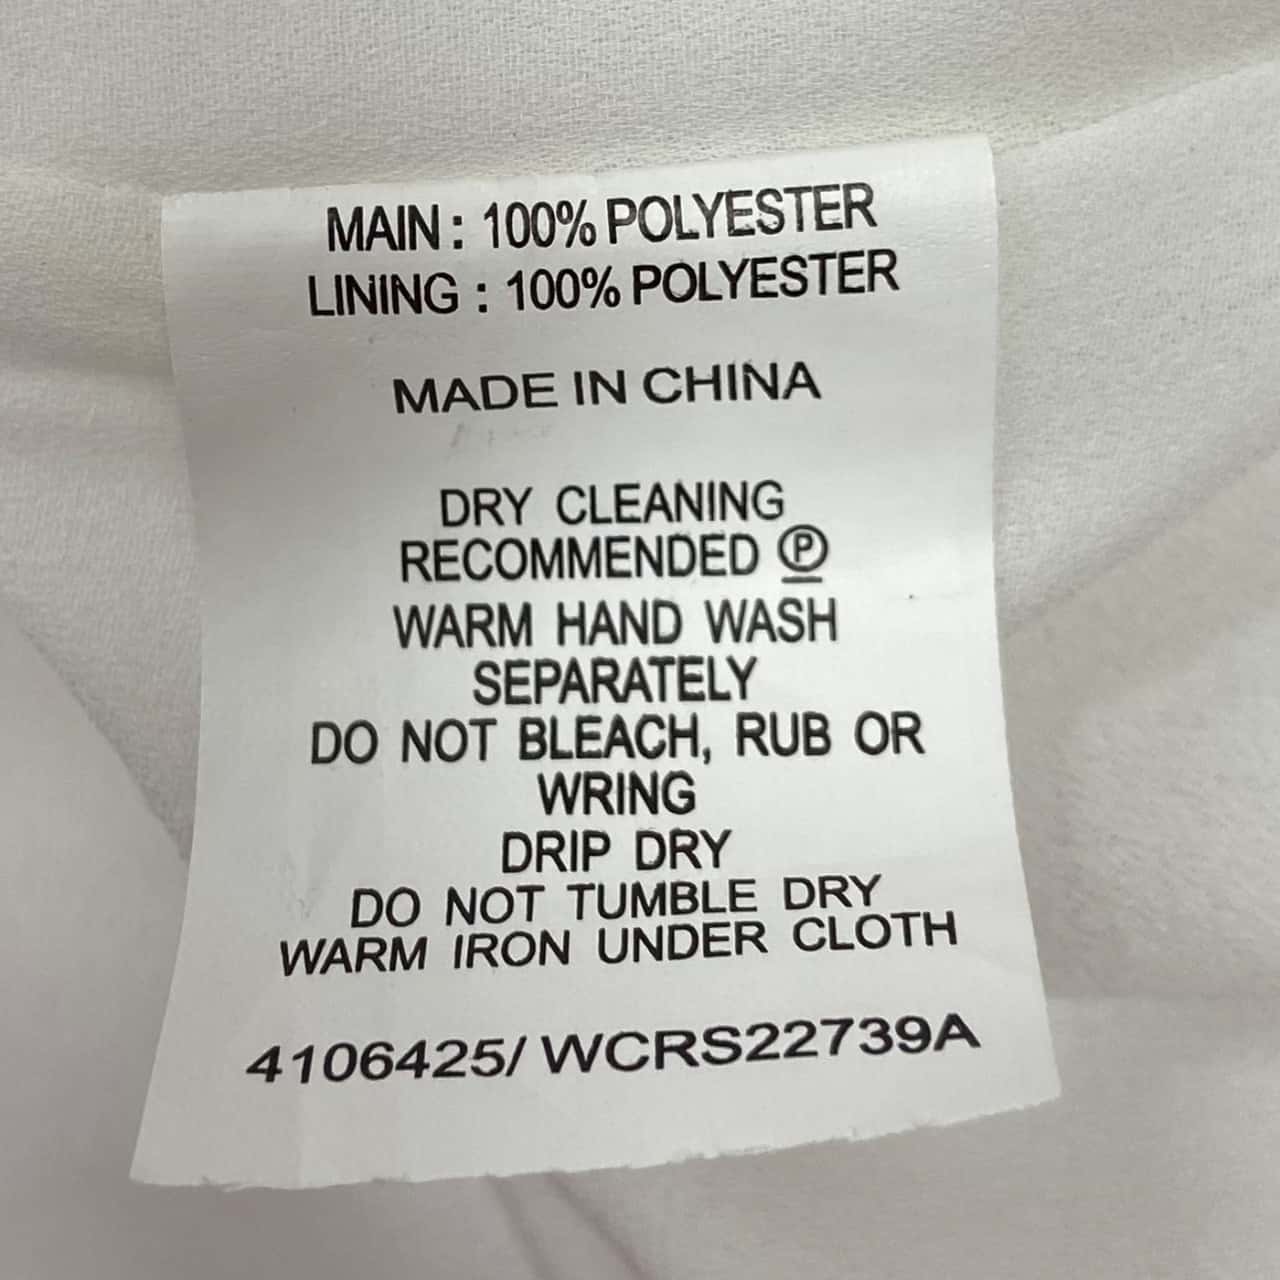 MAIN : 100% POLYESTER
LINING : 100% POLYESTER
MADE IN CHINA
DRY CLEANING
RECOMMENDED Ⓟ
WARM HAND WASH
SEPARATELY
DO NOT BLEACH, RUB OR
WRING
DRIP DRY
DO NOT TUMBLE DRY
WARM IRON UNDER CLOTH
4106425/ WCRS22739A